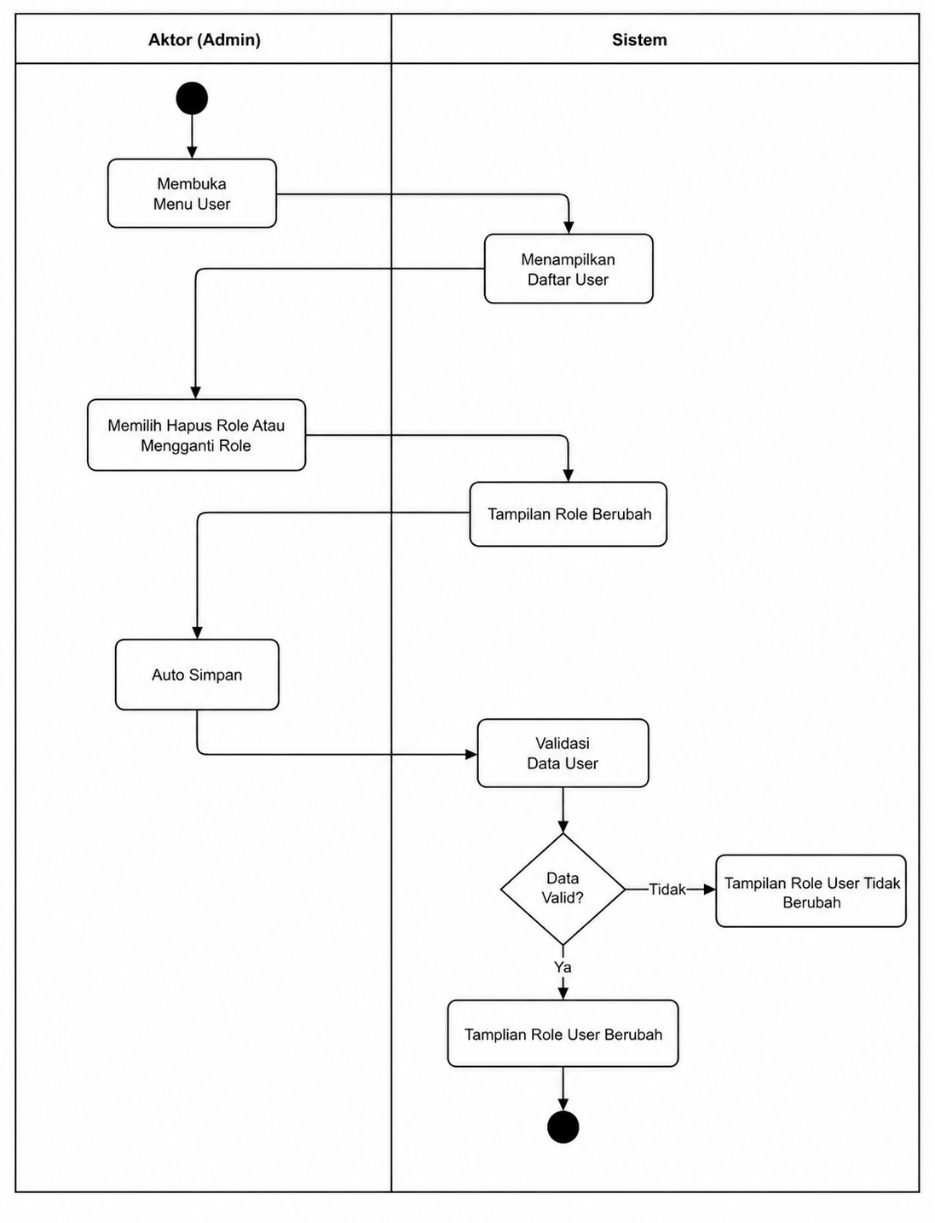 Aktor (Admin)
Sistem
Membuka
Menu User
Menampilkan
Daftar User
Memilih Hapus Role Atau
Mengganti Role
Tampilan Role Berubah
Auto Simpan
Validasi
Data User
Data
Valid?
Tidak
Tampilan Role User Tidak
Berubah
Ya
Tamplian Role User Berubah